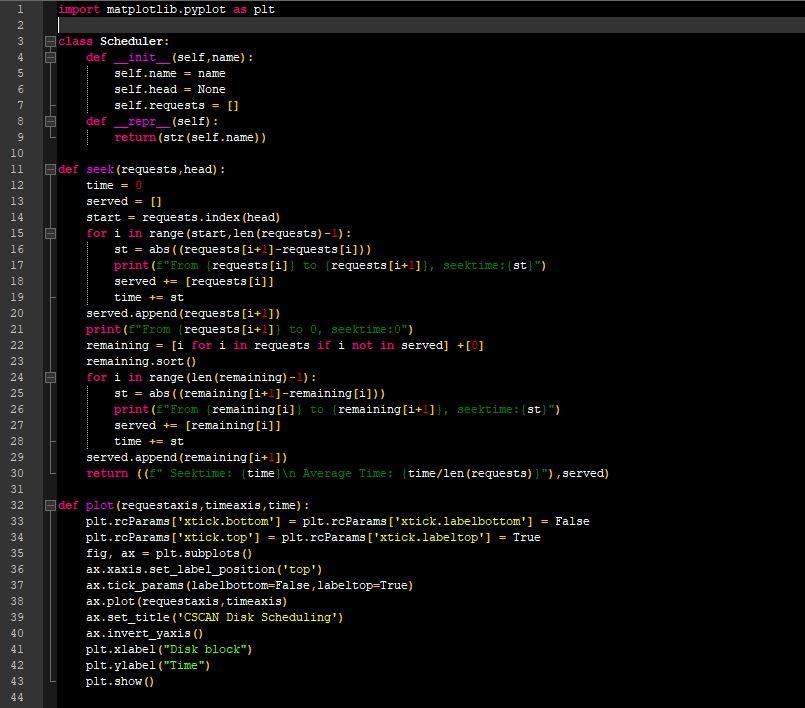 1 import matplotlib.pyplot as plt
2
3 class Scheduler:
4     def __init__(self,name):
5         self.name = name
6         self.head = None
7         self.requests = []
8     def __repr__(self):
9         return(str(self.name))
10
11 def seek(requests,head):
12     time = 0
13     served = []
14     start = requests.index(head)
15     for i in range(start,len(requests)-1):
16         st = abs((requests[i+1]-requests[i]))
17         print(f"From {requests[i]} to {requests[i+1]}, seektime:{st}")
18         served += [requests[i]]
19         time += st
20     served.append(requests[i+1])
21     print(f"From {requests[i+1]} to 0, seektime:0")
22     remaining = [i for i in requests if i not in served] +[0]
23     remaining.sort()
24     for i in range(len(remaining)-1):
25         st = abs((remaining[i+1]-remaining[i]))
26         print(f"From {remaining[i]} to {remaining[i+1]}, seektime:{st}")
27         served += [remaining[i]]
28         time += st
29     served.append(remaining[i+1])
30     return ((f" Seektime: {time}\n Average Time: {time/len(requests)}"),served)
31
32 def plot(requestaxis,timeaxis,time):
33     plt.rcParams['xtick.bottom'] = plt.rcParams['xtick.labelbottom'] = False
34     plt.rcParams['xtick.top'] = plt.rcParams['xtick.labeltop'] = True
35     fig, ax = plt.subplots()
36     ax.xaxis.set_label_position('top')
37     ax.tick_params(labelbottom=False,labeltop=True)
38     ax.plot(requestaxis,timeaxis)
39     ax.set_title('CSCAN Disk Scheduling')
40     ax.invert_yaxis()
41     plt.xlabel("Disk block")
42     plt.ylabel("Time")
43     plt.show()
44